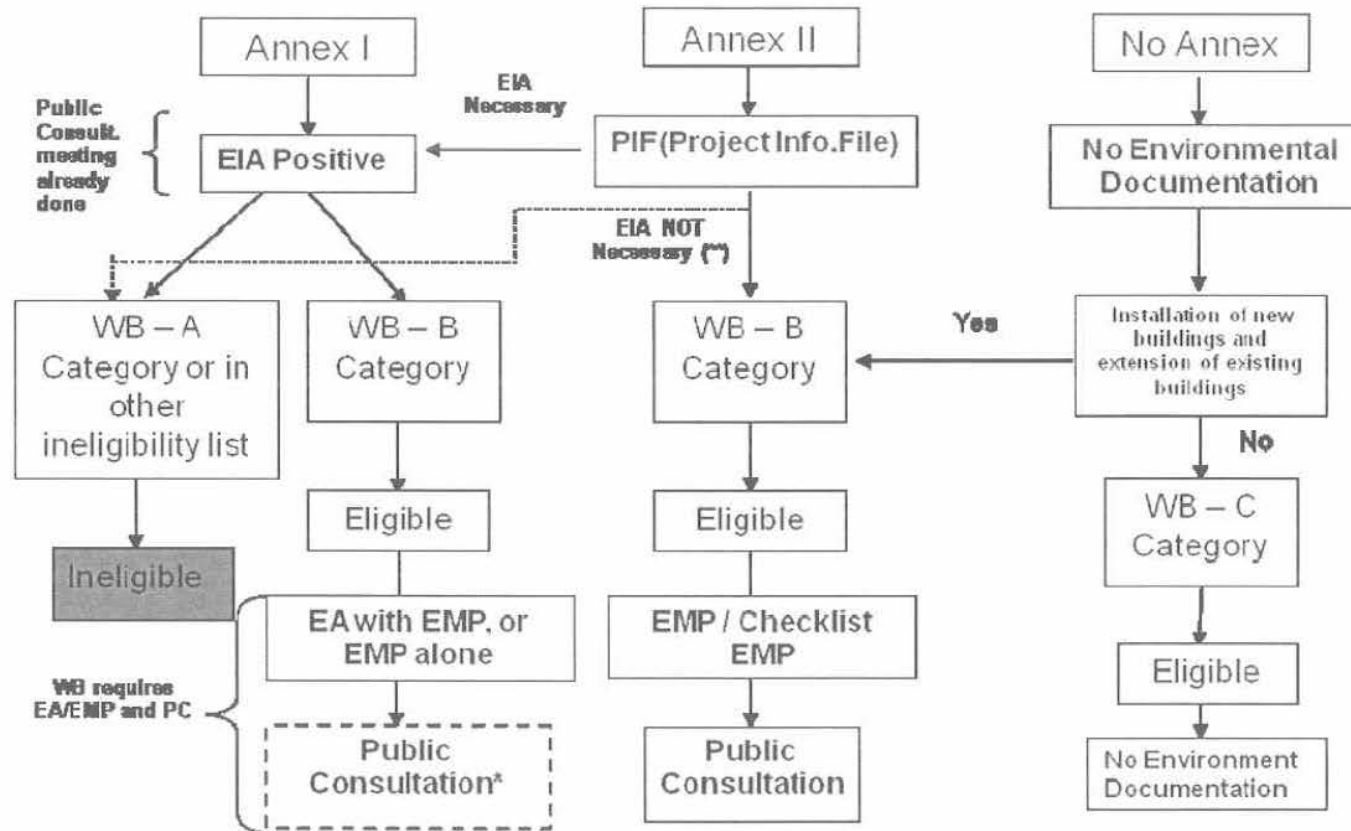 Annex I
Annex II
No Annex
EIA
Necessary
Public
Consult.
meeting
already
done
EIA Positive
PIF(Project Info.File)
No Environmental
Documentation
EIA NOT
Necessary (**)
WB – A
Category or in
other
ineligibility list
WB – B
Category
WB – B
Category
Yes
Installation of new
buildings and
extension of existing
buildings
No
Ineligible
Eligible
Eligible
WB – C
Category
EA with EMP, or
EMP alone
EMP / Checklist
EMP
Eligible
WB requires
EA/EMP and PC
Public
Consultation*
Public
Consultation
No Environment
Documentation